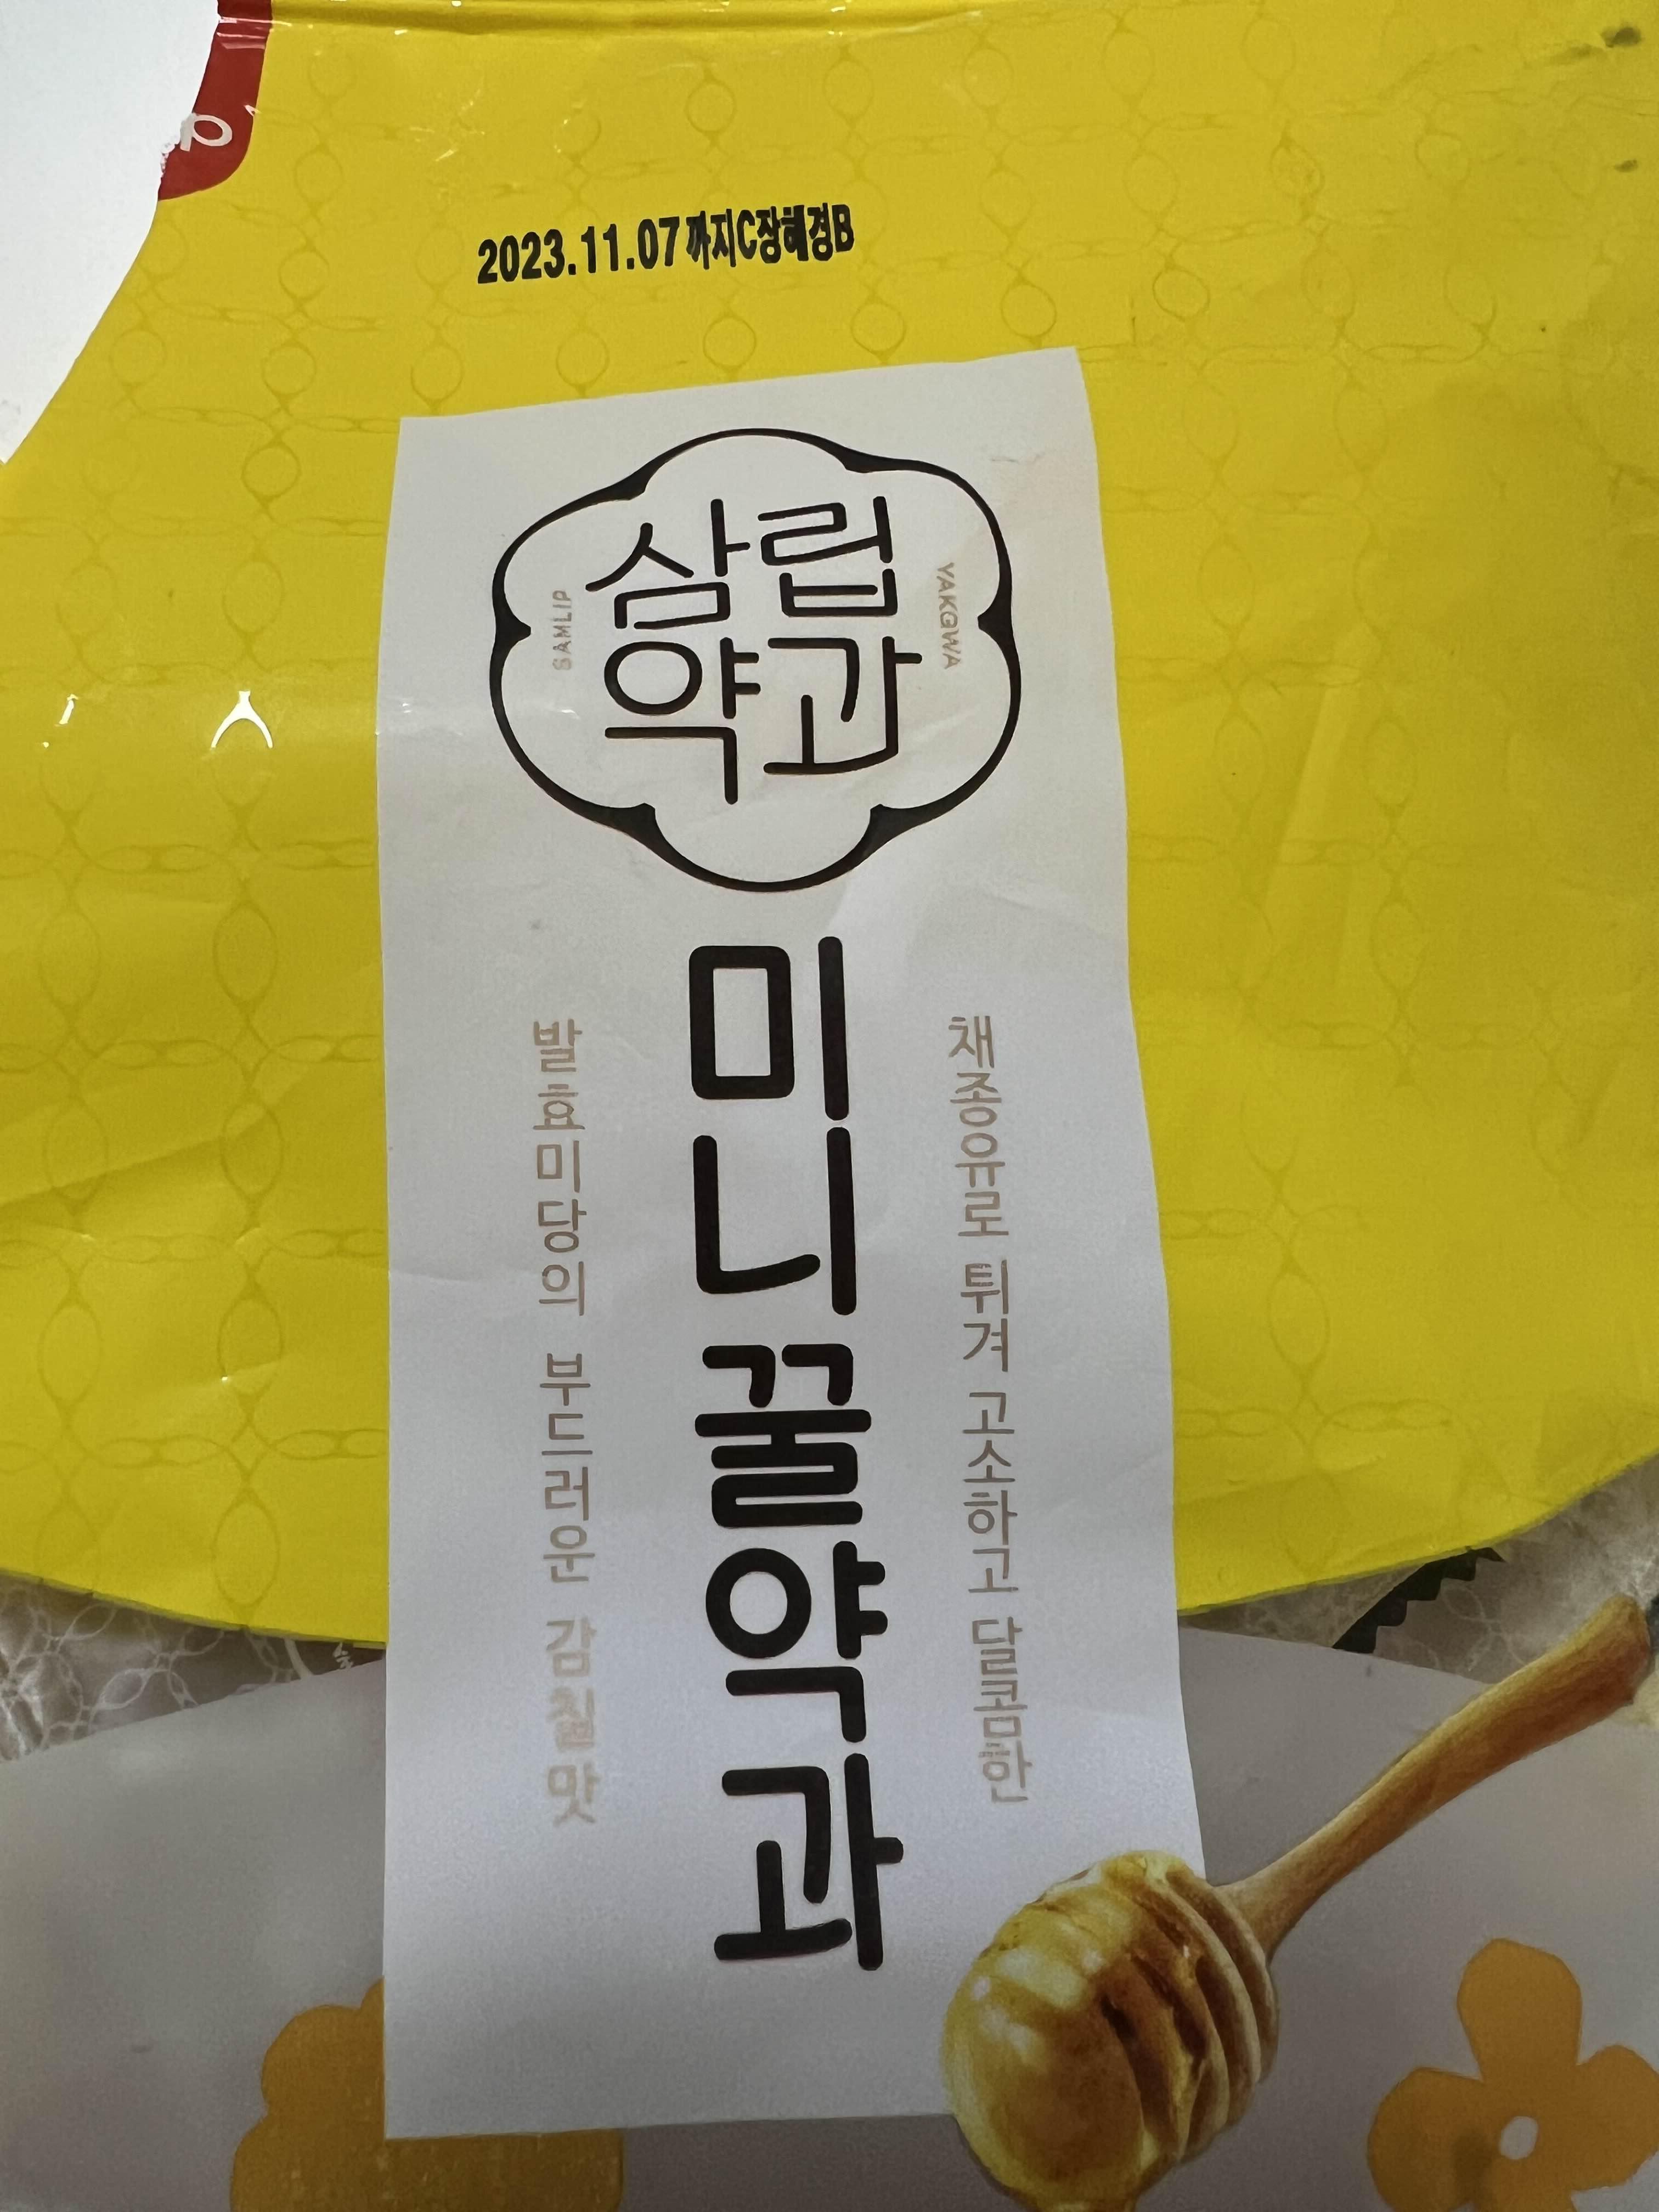 2023.11.07까지C장혜경B
삼립
약과
SAMLIP
YAKGWA
미니꿀약과
채종유로 튀겨 고소하고 달콤한
발효미당의 부드러운 감칠맛